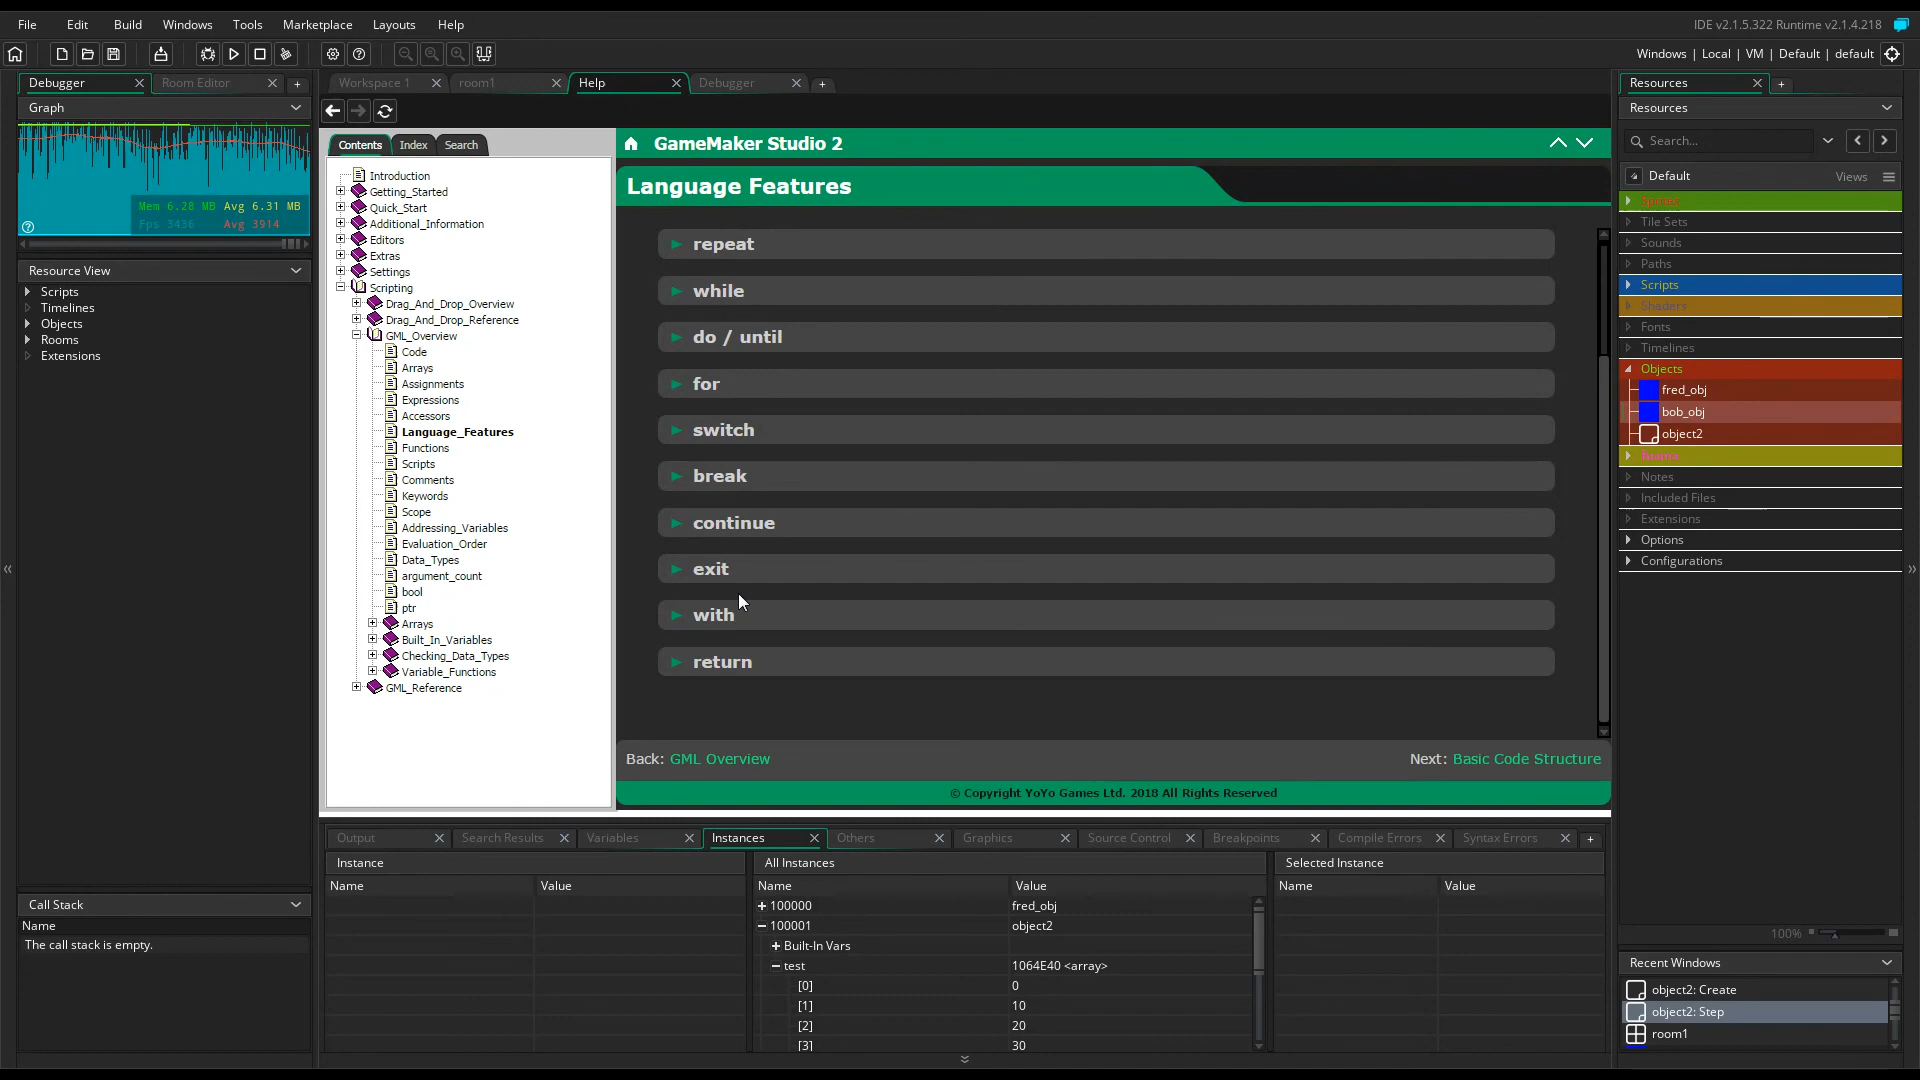 File Edit Build Windows Tools Marketplace Layouts Help
IDE v2.1.5.322 Runtime v2.1.4.218
Windows | Local | VM | Default | default
Debugger
Room Editor
Graph
Mem 6.28 MB Avg 6.31 MB
Fps 3436 Avg 3914
Resource View
Scripts
Timelines
Objects
Rooms
Extensions
Call Stack
Name
The call stack is empty.
Workspace 1
room1
Help
Debugger
Contents
Index
Search
Introduction
Getting_Started
Quick_Start
Additional_Information
Editors
Extras
Settings
Scripting
Drag_And_Drop_Overview
Drag_And_Drop_Reference
GML_Overview
Code
Arrays
Assignments
Expressions
Accessors
Language_Features
Functions
Scripts
Comments
Keywords
Scope
Addressing_Variables
Evaluation_Order
Data_Types
argument_count
bool
ptr
Arrays
Built_In_Variables
Checking_Data_Types
Variable_Functions
GML_Reference
GameMaker Studio 2
Language Features
repeat
while
do / until
for
switch
break
continue
exit
with
return
Back: GML Overview
Next: Basic Code Structure
© Copyright YoYo Games Ltd. 2018 All Rights Reserved
Output
Search Results
Variables
Instances
Others
Graphics
Source Control
Breakpoints
Compile Errors
Syntax Errors
Instance
Name Value
All Instances
Name Value
100000 fred_obj
100001 object2
Built-In Vars
test 1064E40 <array>
[0] 0
[1] 10
[2] 20
[3] 30
Selected Instance
Name Value
Resources
Resources
Search...
Default
Views
Sprites
Tile Sets
Sounds
Paths
Scripts
Shaders
Fonts
Timelines
Objects
fred_obj
bob_obj
object2
Rooms
Notes
Included Files
Extensions
Options
Configurations
100%
Recent Windows
object2: Create
object2: Step
room1